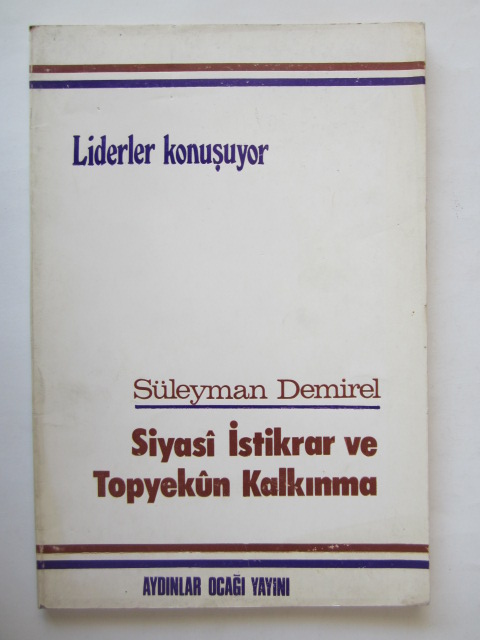 Liderler konuşuyor
Süleyman Demirel
Siyasî İstikrar ve
Topyekûn Kalkınma
AYDINLAR OCAĞI YAYINI